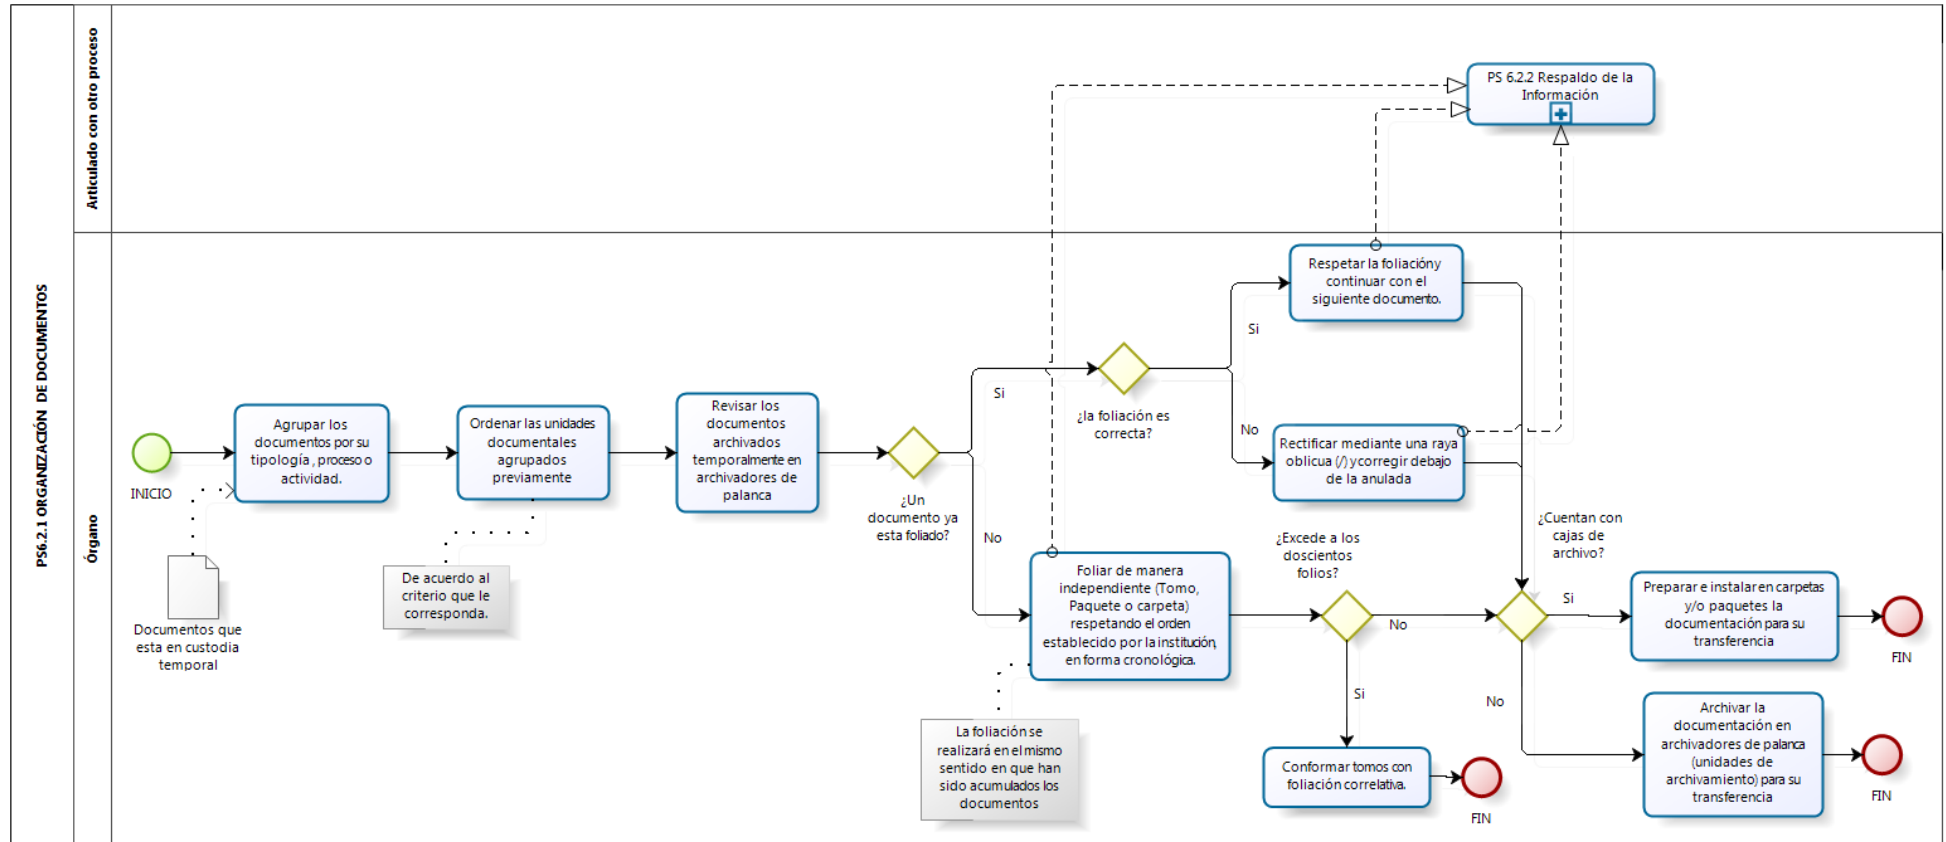 PS6.2.1 ORGANIZACIÓN DE DOCUMENTOS
Articulado con otro proceso
PS 6.2.2 Respaldo de la
Información
Órgano
INICIO
Documentos que
esta en custodia
temporal
Agrupar los
documentos por su
tipología , proceso o
actividad.
Ordenar las unidades
documentales
agrupados
previamente
De acuerdo al
criterio que le
corresponda.
Revisar los
documentos
archivados
temporalmente en
archivadores de
palanca
¿Un
documento ya
esta foliado?
Si
No
¿la foliación es
correcta?
Si
No
Respetar la foliación y
continuar con el
siguiente documento.
Rectificar mediante una raya
oblicua (/) y corregir debajo
de la anulada
Foliar de manera
independiente (Tomo,
Paquete o carpeta)
respetando el orden
establecido por la institución,
en forma cronológica.
La foliación se
realizará en el mismo
sentido en que han
sido acumulados los
documentos
¿Excede a los
doscientos
folios?
No
Si
Conformar tomos con
foliación correlativa.
FIN
¿Cuentan con
cajas de
archivo?
Si
No
Preparar e instalar en carpetas
y/o paquetes la
documentación para su
transferencia
FIN
Archivar la
documentación en
archivadores de palanca
(unidades de
archivamiento) para su
transferencia
FIN